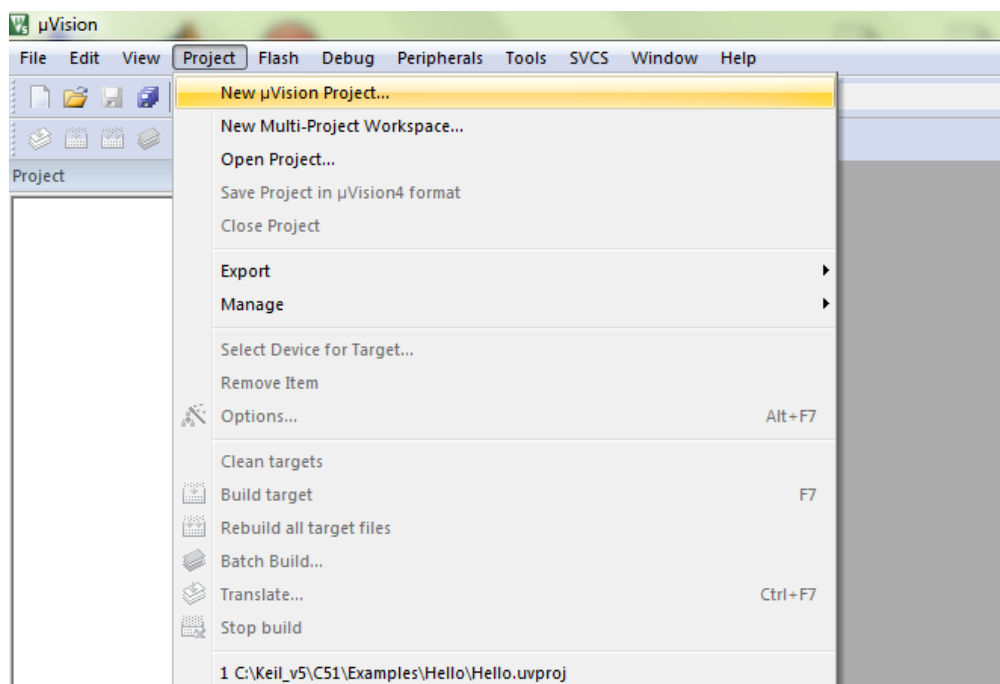 µVision
File Edit View Project Flash Debug Peripherals Tools SVCS Window Help
New µVision Project...
New Multi-Project Workspace...
Open Project...
Project
Save Project in µVision4 format
Close Project
Export
Manage
Select Device for Target...
Remove Item
Options... Alt+F7
Clean targets
Build target F7
Rebuild all target files
Batch Build...
Translate... Ctrl+F7
Stop build
1 C:\Keil_v5\C51\Examples\Hello\Hello.uvproj